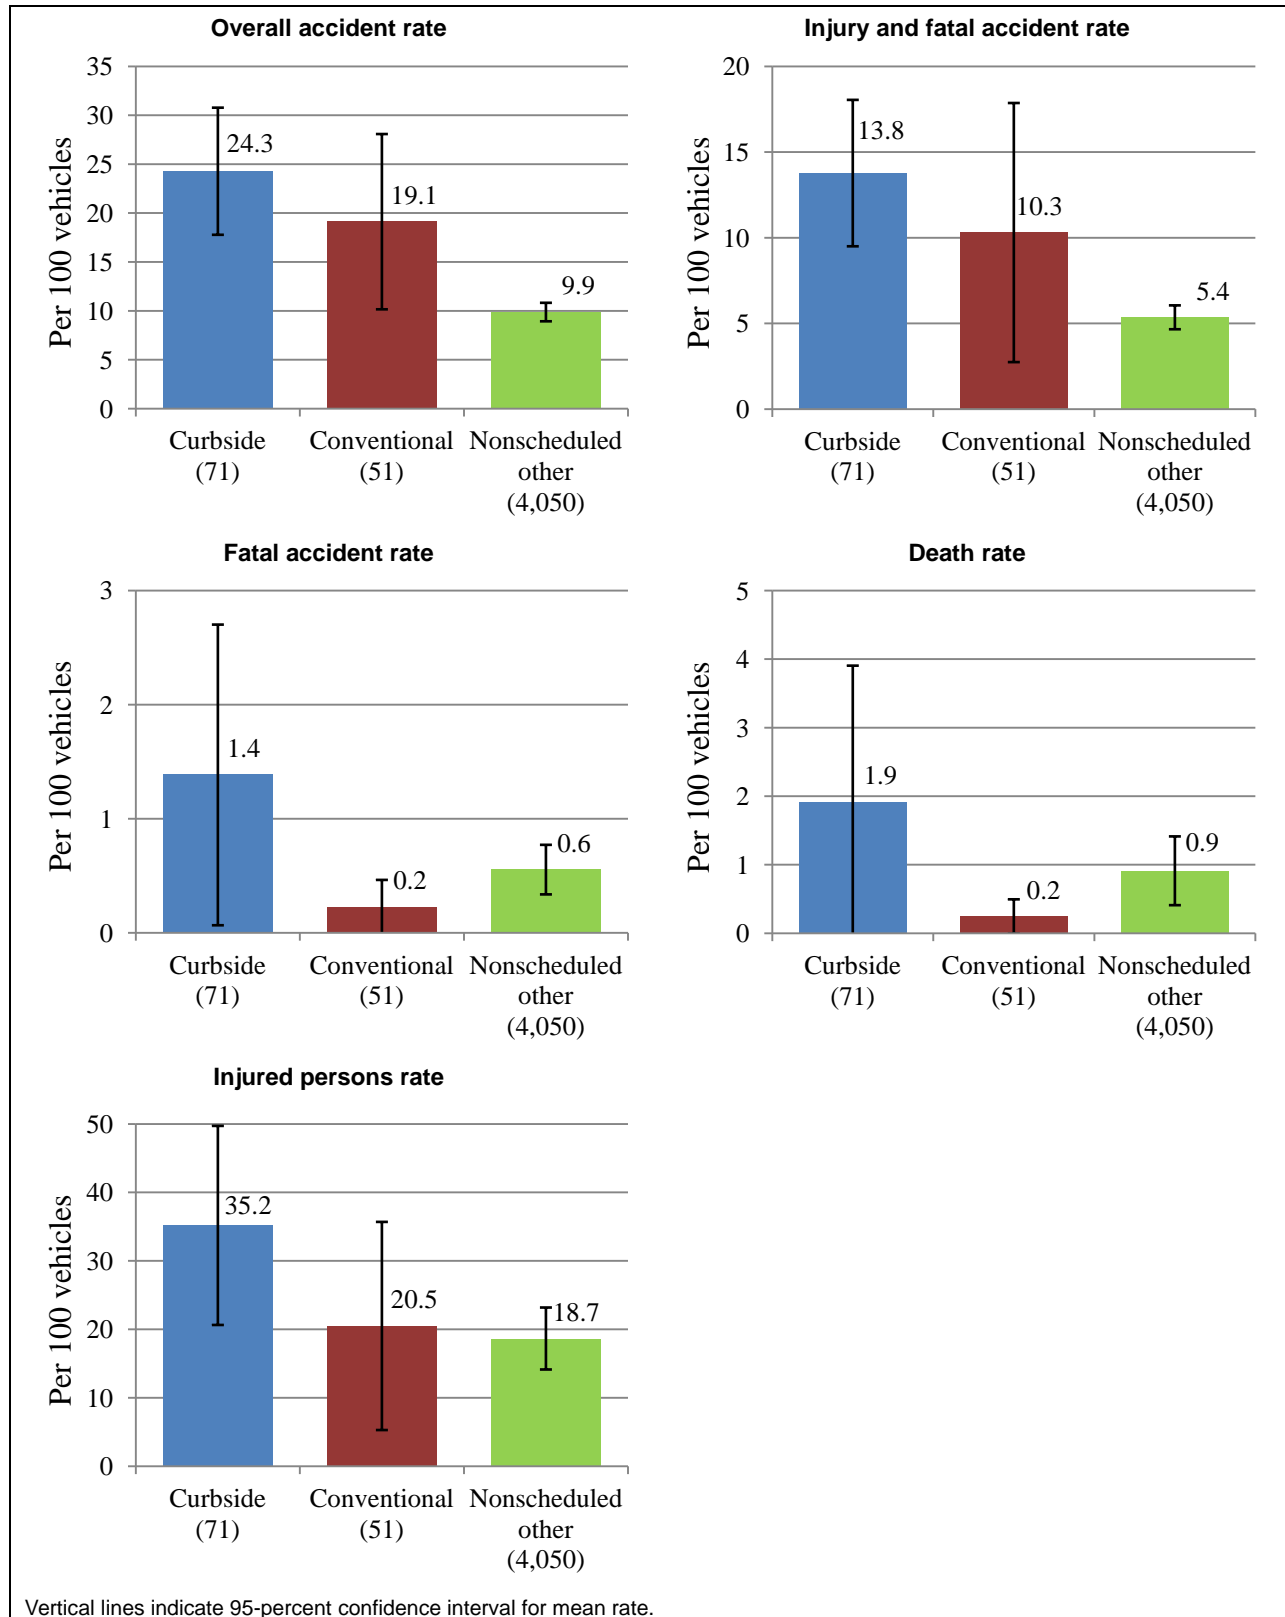 Overall accident rate
Per 100 vehicles
35
30
25
20
15
10
5
0
24.3
19.1
9.9
Curbside
(71)
Conventional
(51)
Nonscheduled
other
(4,050)
Injury and fatal accident rate
Per 100 vehicles
20
15
10
5
0
13.8
10.3
5.4
Curbside
(71)
Conventional
(51)
Nonscheduled
other
(4,050)
Fatal accident rate
Per 100 vehicles
3
2
1
0
1.4
0.2
0.6
Curbside
(71)
Conventional
(51)
Nonscheduled
other
(4,050)
Death rate
Per 100 vehicles
5
4
3
2
1
0
1.9
0.2
0.9
Curbside
(71)
Conventional
(51)
Nonscheduled
other
(4,050)
Injured persons rate
Per 100 vehicles
50
40
30
20
10
0
35.2
20.5
18.7
Curbside
(71)
Conventional
(51)
Nonscheduled
other
(4,050)
Vertical lines indicate 95-percent confidence interval for mean rate.